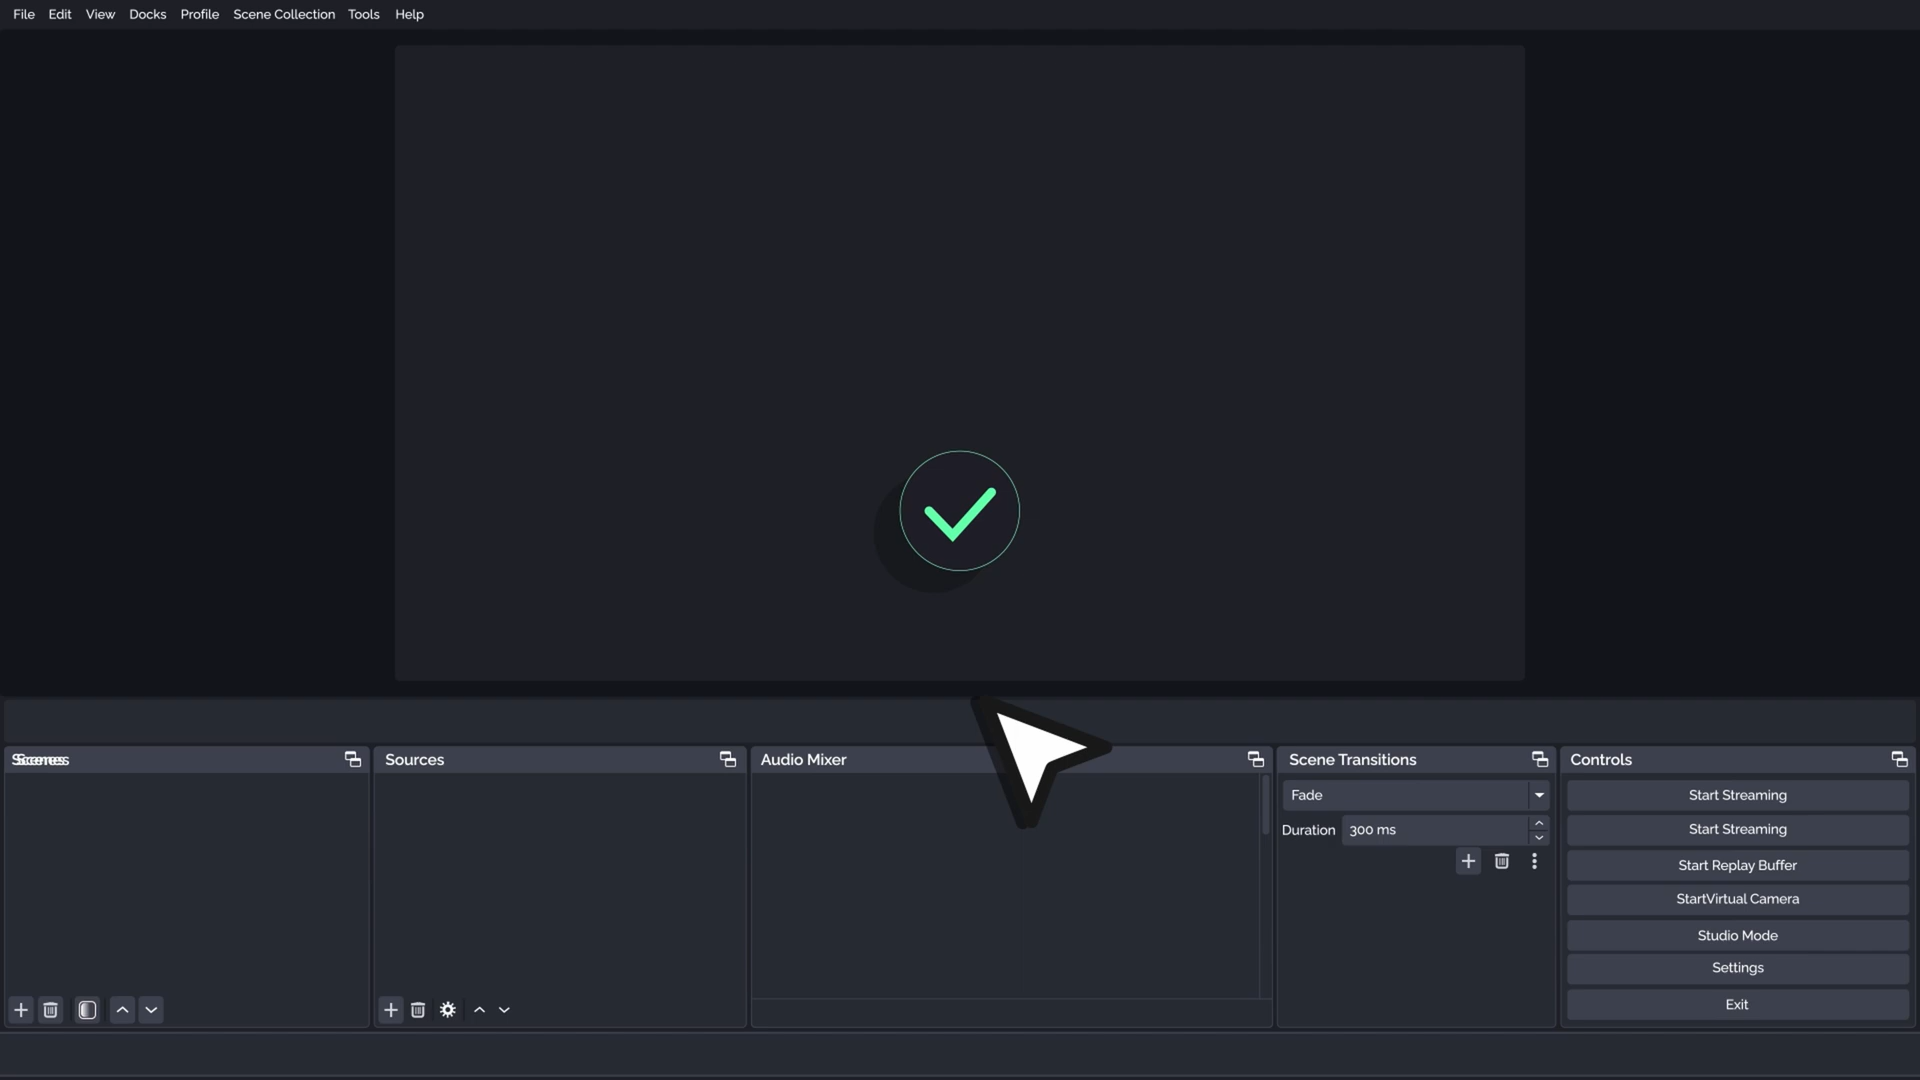 File Edit View Docks Profile Scene Collection Tools Help
Scenes
Sources
Audio Mixer
Scene Transitions
Fade
Duration 300 ms
Controls
Start Streaming
Start Streaming
Start Replay Buffer
StartVirtual Camera
Studio Mode
Settings
Exit